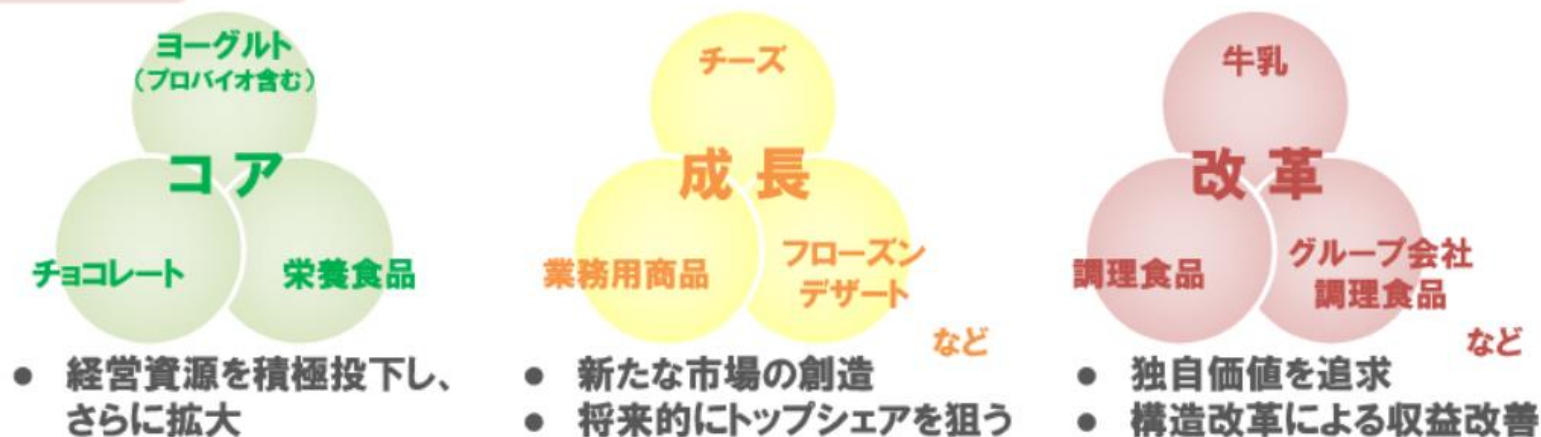 ヨーグルト
（プロバイオ含む）
コア
チョコレート
栄養食品
● 経営資源を積極投下し、
さらに拡大
チーズ
成長
業務用商品
フローズン
デザート
など
● 新たな市場の創造
● 将来的にトップシェアを狙う
牛乳
改革
調理食品
グループ会社
調理食品
など
● 独自価値を追求
● 構造改革による収益改善